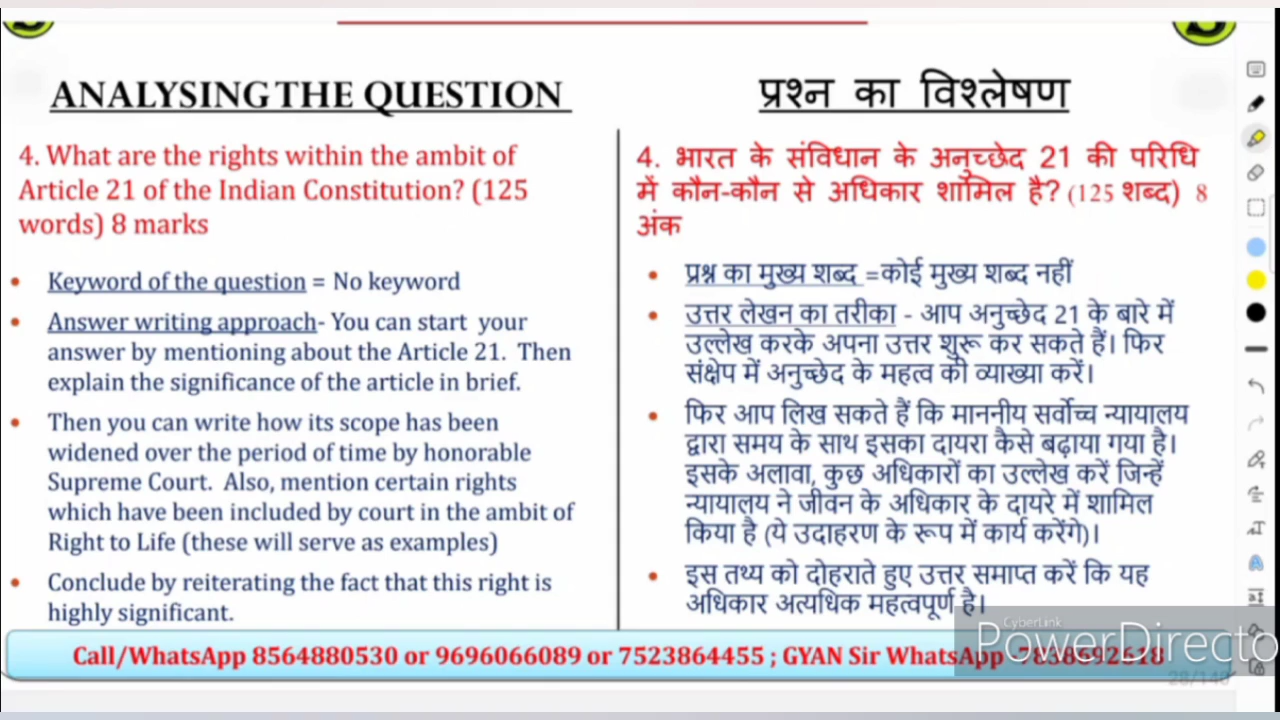 ANALYSING THE QUESTION
4. What are the rights within the ambit of
Article 21 of the Indian Constitution? (125
words) 8 marks
Keyword of the question = No keyword
Answer writing approach- You can start your
answer by mentioning about the Article 21. Then
explain the significance of the article in brief.
Then you can write how its scope has been
widened over the period of time by honorable
Supreme Court. Also, mention certain rights
which have been included by court in the ambit of
Right to Life (these will serve as examples)
Conclude by reiterating the fact that this right is
highly significant.
प्रश्न का विश्लेषण
4. भारत के संविधान के अनुच्छेद 21 की परिधि
में कौन-कौन से अधिकार शामिल है? (125 शब्द) 8
अंक
प्रश्न का मुख्य शब्द =कोई मुख्य शब्द नहीं
उत्तर लेखन का तरीका - आप अनुच्छेद 21 के बारे में
उल्लेख करके अपना उत्तर शुरू कर सकते हैं। फिर
संक्षेप में अनुच्छेद के महत्व की व्याख्या करें।
फिर आप लिख सकते हैं कि माननीय सर्वोच्च न्यायालय
द्वारा समय के साथ इसका दायरा कैसे बढ़ाया गया है।
इसके अलावा, कुछ अधिकारों का उल्लेख करें जिन्हें
न्यायालय ने जीवन के अधिकार के दायरे में शामिल
किया है (ये उदाहरण के रूप में कार्य करेंगे)।
इस तथ्य को दोहराते हुए उत्तर समाप्त करें कि यह
अधिकार अत्यधिक महत्वपूर्ण है।
Call/WhatsApp 8564880530 or 9696066089 or 7523864455 ; GYAN Sir WhatsApp
CyberLink
PowerDirecto
28/148